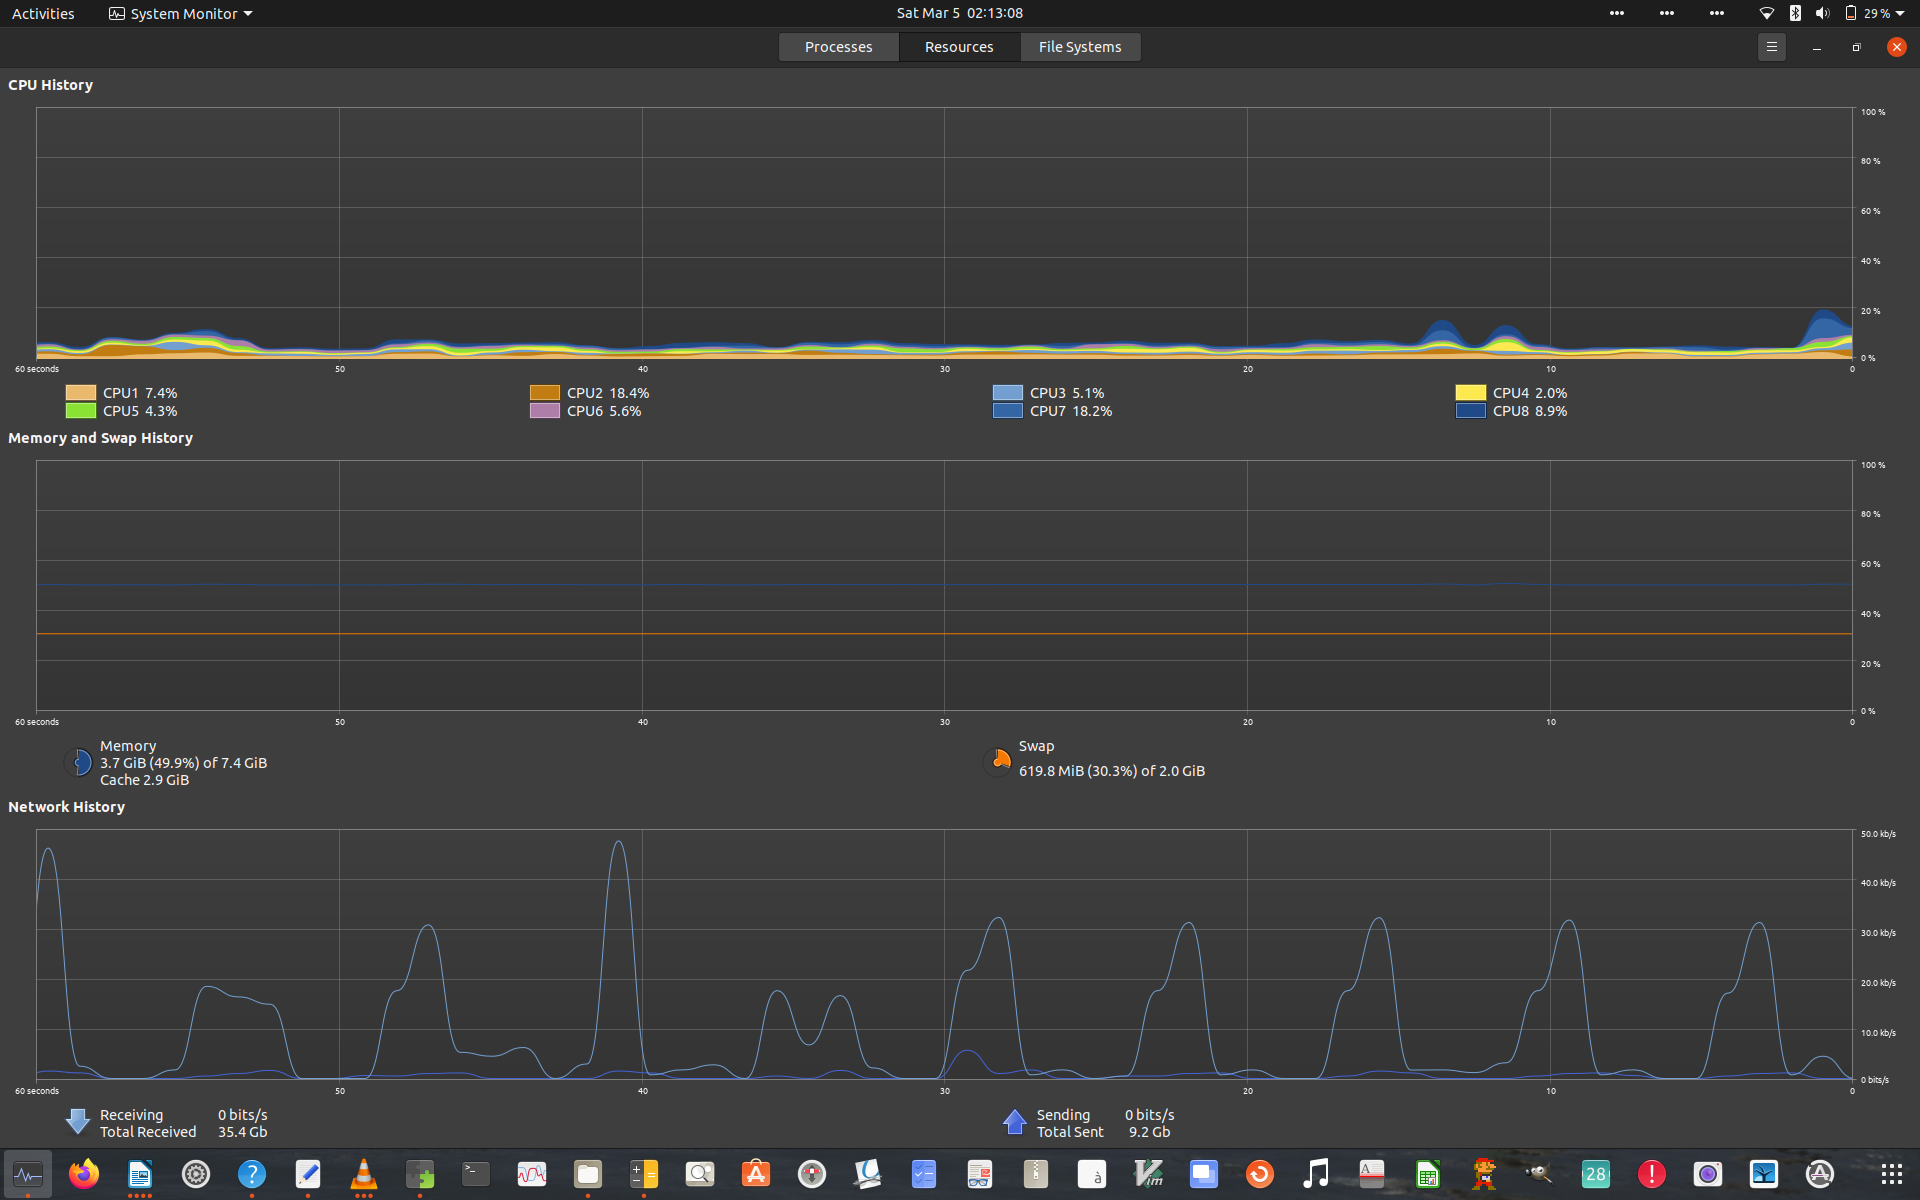 Activities System Monitor Sat Mar 5 02:13:08 29 %
Processes Resources File Systems
CPU History
100 %
80 %
60 %
40 %
20 %
0 %
60 seconds 50 40 30 20 10 0
CPU1 7.4% CPU2 18.4% CPU3 5.1% CPU4 2.0%
CPU5 4.3% CPU6 5.6% CPU7 18.2% CPU8 8.9%
Memory and Swap History
100 %
80 %
60 %
40 %
20 %
0 %
60 seconds 50 40 30 20 10 0
Memory
3.7 GiB (49.9%) of 7.4 GiB
Cache 2.9 GiB
Swap
619.8 MiB (30.3%) of 2.0 GiB
Network History
50.0 kb/s
40.0 kb/s
30.0 kb/s
20.0 kb/s
10.0 kb/s
0 bits/s
60 seconds 50 40 30 20 10 0
Receiving 0 bits/s
Total Received 35.4 Gb
Sending 0 bits/s
Total Sent 9.2 Gb
? >_ à Vim A 28 !